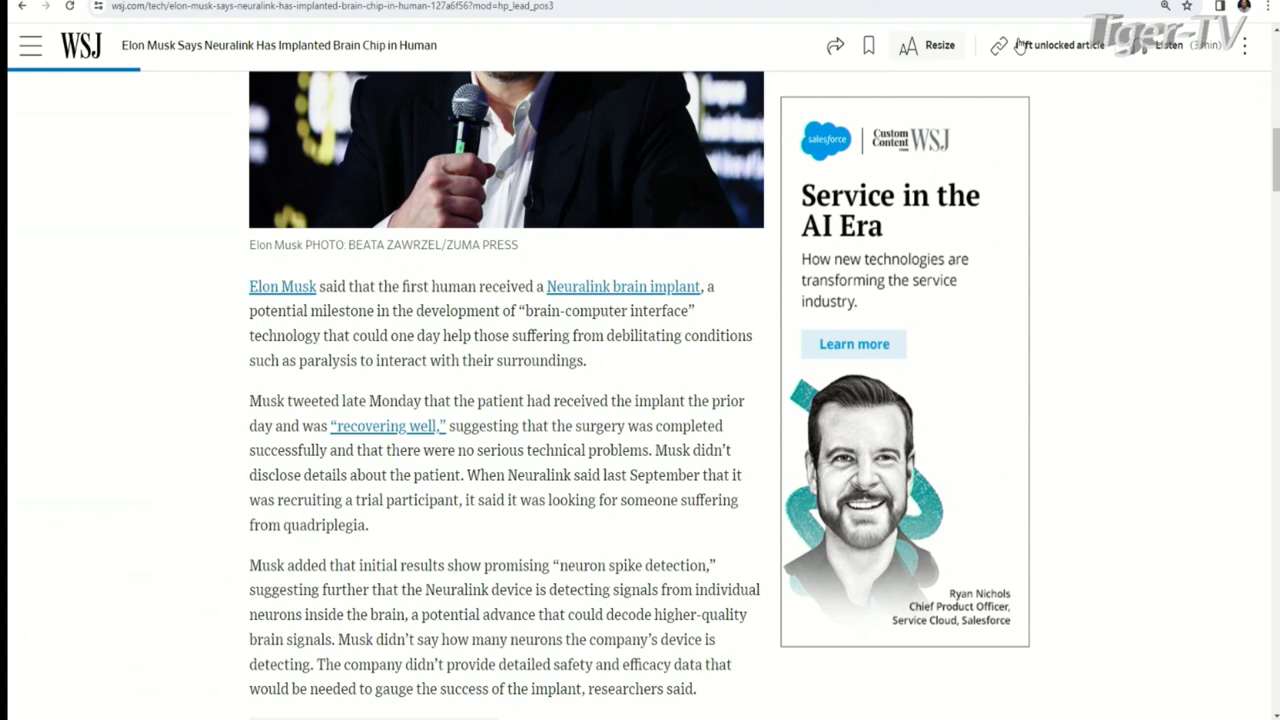 wsj.com/tech/elon-musk-says-neuralink-has-implanted-brain-chip-in-human-127a6f56?mod=hp_lead_pos3
Tiger-TV
WSJ Elon Musk Says Neuralink Has Implanted Brain Chip in Human
AA Resize
unlocked article
Listen (3 min)
Elon Musk PHOTO: BEATA ZAWRZEL/ZUMA PRESS
Elon Musk said that the first human received a Neuralink brain implant, a
potential milestone in the development of “brain-computer interface”
technology that could one day help those suffering from debilitating conditions
such as paralysis to interact with their surroundings.
Musk tweeted late Monday that the patient had received the implant the prior
day and was “recovering well,” suggesting that the surgery was completed
successfully and that there were no serious technical problems. Musk didn’t
disclose details about the patient. When Neuralink said last September that it
was recruiting a trial participant, it said it was looking for someone suffering
from quadriplegia.
Musk added that initial results show promising “neuron spike detection,”
suggesting further that the Neuralink device is detecting signals from individual
neurons inside the brain, a potential advance that could decode higher-quality
brain signals. Musk didn’t say how many neurons the company’s device is
detecting. The company didn’t provide detailed safety and efficacy data that
would be needed to gauge the success of the implant, researchers said.
salesforce
Custom
Content
WSJ
Service in the
AI Era
How new technologies are
transforming the service
industry.
Learn more
Ryan Nichols
Chief Product Officer,
Service Cloud, Salesforce